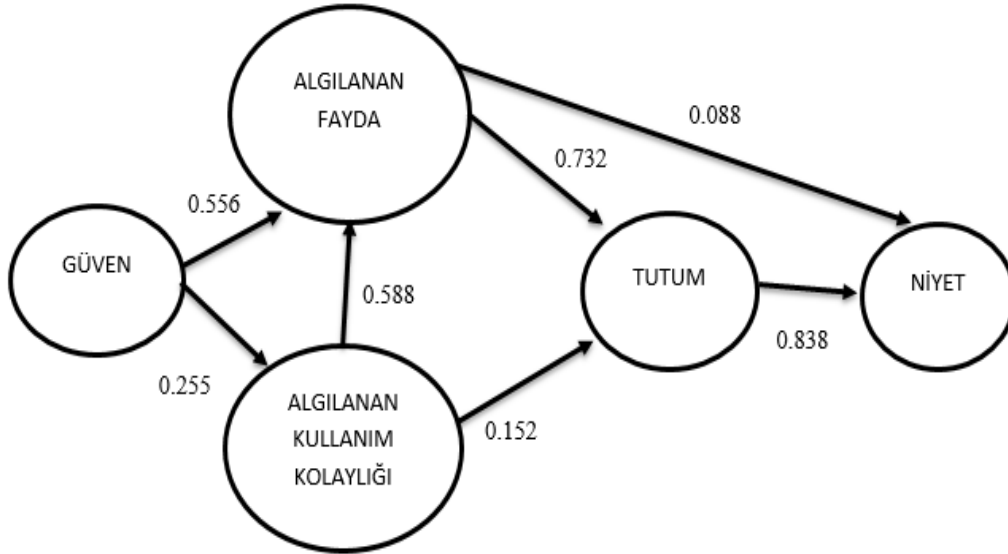 ALGILANAN
FAYDA
0.088
0.732
0.556
GÜVEN
TUTUM
NİYET
0.588
0.838
0.255
ALGILANAN
KULLANIM
KOLAYLIĞI
0.152